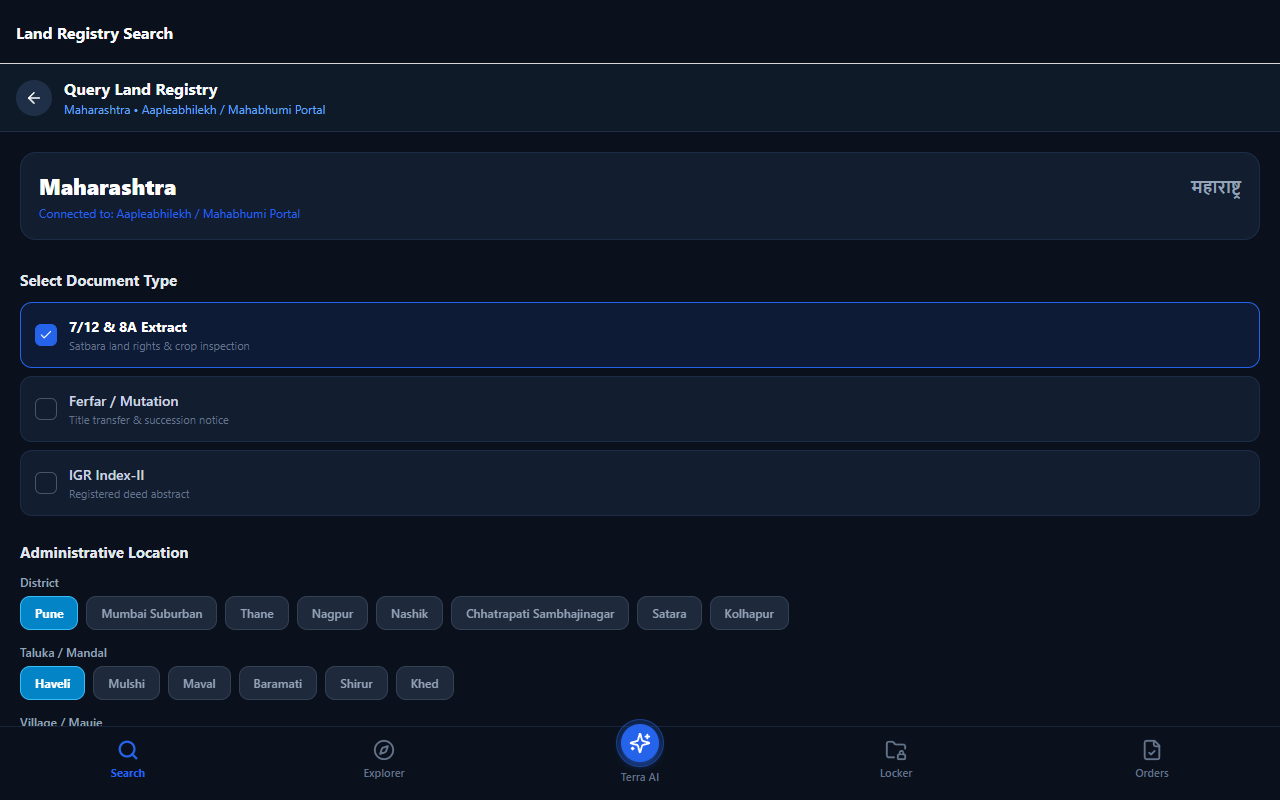 Land Registry Search
Query Land Registry
Maharashtra • Aapleabhilekh / Mahabhumi Portal
Maharashtra
महाराष्ट्र
Connected to: Aapleabhilekh / Mahabhumi Portal
Select Document Type
7/12 & 8A Extract
Satbara land rights & crop inspection
Ferfar / Mutation
Title transfer & succession notice
IGR Index-II
Registered deed abstract
Administrative Location
District
Pune Mumbai Suburban Thane Nagpur Nashik Chhatrapati Sambhajinagar Satara Kolhapur
Taluka / Mandal
Haveli Mulshi Maval Baramati Shirur Khed
Village / Mauje
Search Explorer Terra AI Locker Orders